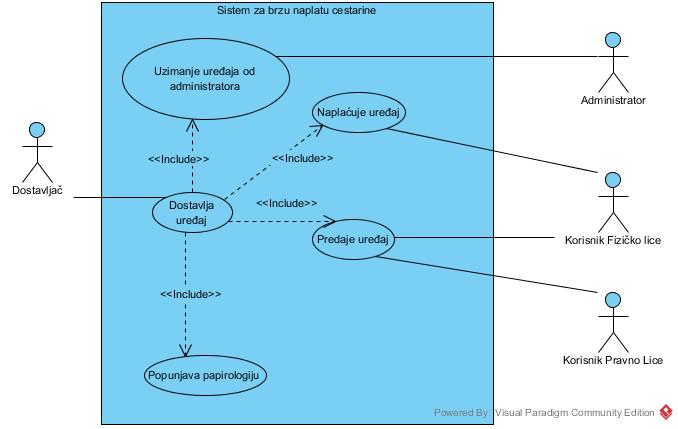 Sistem za brzu naplatu cestarine
Uzimanje uređaja od
administratora
Administrator
Naplaćuje uređaj
<<Include>>
<<Include>>
Dostavljač
Dostavlja
uređaj
<<Include>>
Predaje uređaj
Korisnik Fizičko lice
<<Include>>
Korisnik Pravno Lice
Popunjava papirologiju
Powered By Visual Paradigm Community Edition